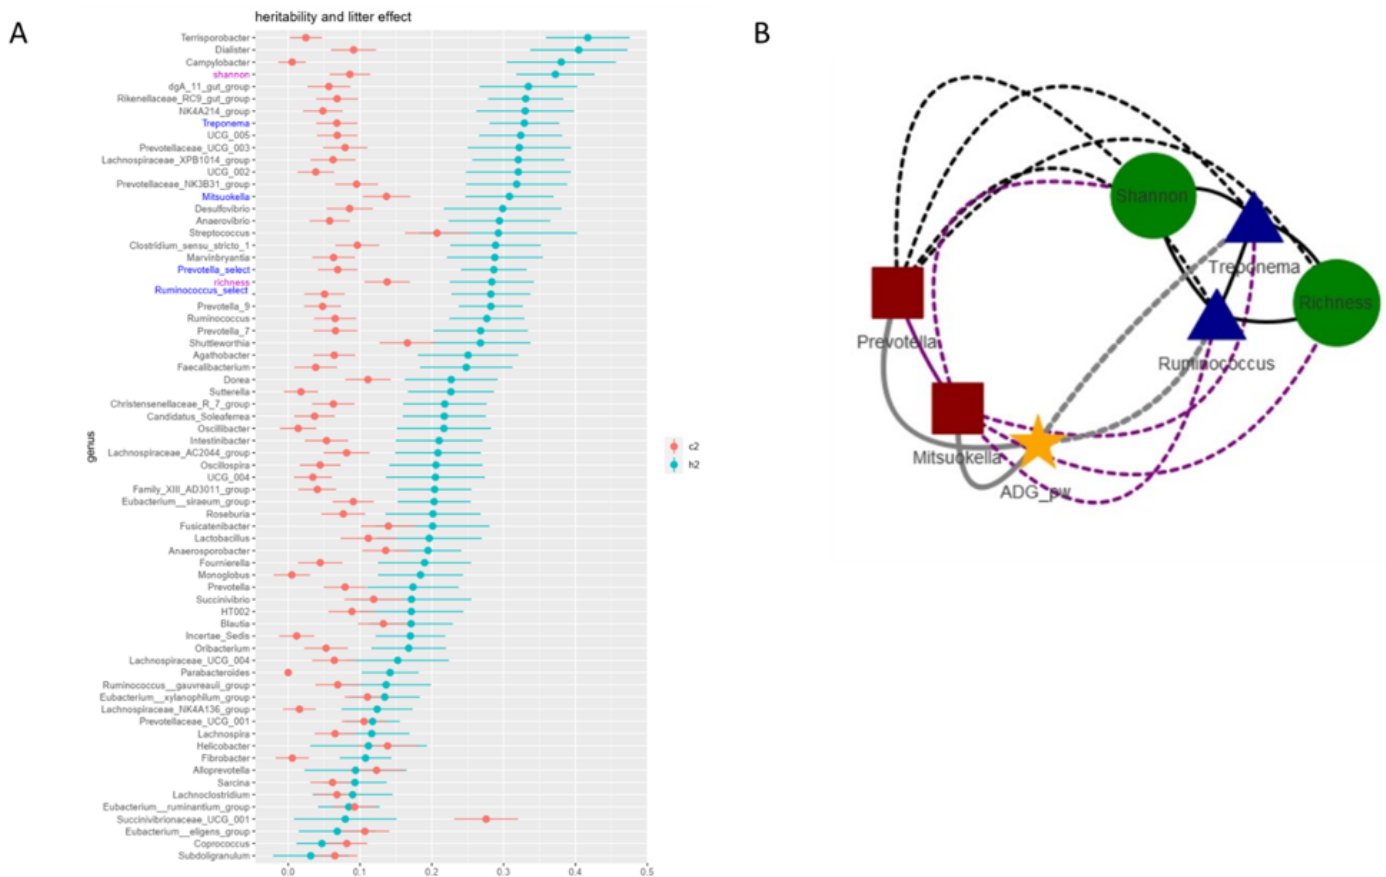 A
heritability and litter effect
Terrisporobacter
Dialister
Campylobacter
shannon
dgA_11_gut_group
Rikenellaceae_RC9_gut_group
NK4A214_group
Treponema
UCG_005
Prevotellaceae_UCG_003
Lachnospiraceae_XPB1014_group
UCG_002
Prevotellaceae_NK3B31_group
Mitsuokella
Desulfovibrio
Anaerovibrio
Streptococcus
Clostridium_sensu_stricto_1
Marvinbryantia
Prevotella_select
richness
Ruminococcus_select
Prevotella_9
Ruminococcus
Prevotella_7
Shuttleworthia
Agathobacter
Faecalibacterium
Dorea
Sutterella
Christensenellaceae_R_7_group
Candidatus_Soleaferrea
Oscillibacter
Intestinibacter
Lachnospiraceae_AC2044_group
Oscillospira
UCG_004
Family_XIII_AD3011_group
Eubacterium__siraeum_group
Roseburia
Fusicatenibacter
Lactobacillus
Anaerosporobacter
Fournierella
Monoglobus
Prevotella
Succinivibrio
HT002
Blautia
Incertae_Sedis
Oribacterium
Lachnospiraceae_UCG_004
Parabacteroides
Ruminococcus__gauvreauii_group
Eubacterium__xylanophilum_group
Lachnospiraceae_NK4A136_group
Prevotellaceae_UCG_001
Lachnospira
Helicobacter
Fibrobacter
Alloprevotella
Sarcina
Lachnoclostridium
Eubacterium__ruminantium_group
Succinivibrionaceae_UCG_001
Eubacterium__eligens_group
Coprococcus
Subdoligranulum
genus
0.0 0.1 0.2 0.3 0.4 0.5
c2
h2
B
Shannon
Treponema
Richness
Prevotella
Ruminococcus
Mitsuokella
ADG_pw